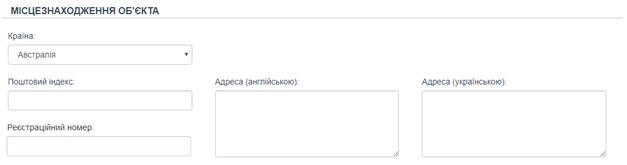 МІСЦЕЗНАХОДЖЕННЯ ОБ'ЄКТА
Країна:
Австралія
Поштовий індекс:
Адреса (англійською):
Адреса (українською):
Реєстраційний номер: